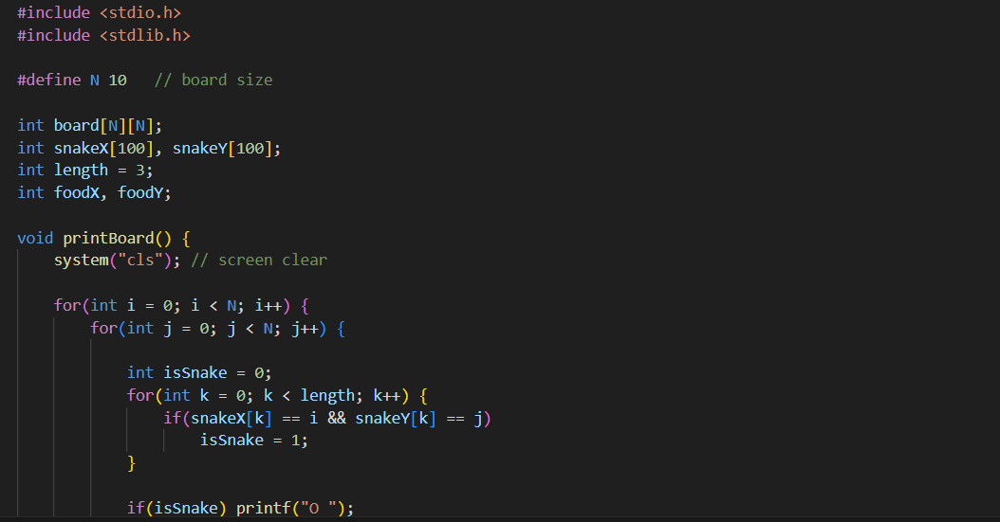 #include <stdio.h>
#include <stdlib.h>
#define N 10   // board size
int board[N][N];
int snakeX[100], snakeY[100];
int length = 3;
int foodX, foodY;
void printBoard() {
    system("cls"); // screen clear
    for(int i = 0; i < N; i++) {
        for(int j = 0; j < N; j++) {
            int isSnake = 0;
            for(int k = 0; k < length; k++) {
                if(snakeX[k] == i && snakeY[k] == j)
                    isSnake = 1;
            }
            if(isSnake) printf("O ");